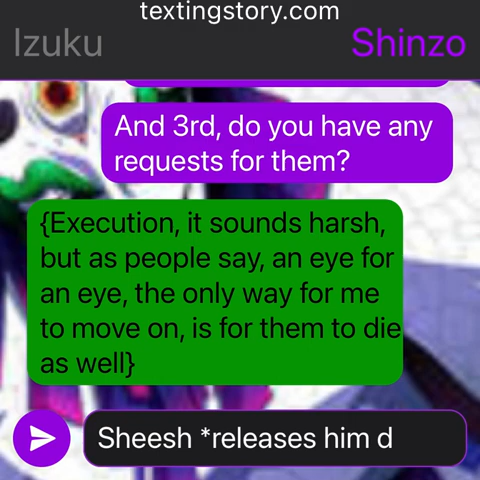 textingstory.com
Izuku
Shinzo
And 3rd, do you have any
requests for them?
{Execution, it sounds harsh,
but as people say, an eye for
an eye, the only way for me
to move on, is for them to die
as well}
Sheesh *releases him d